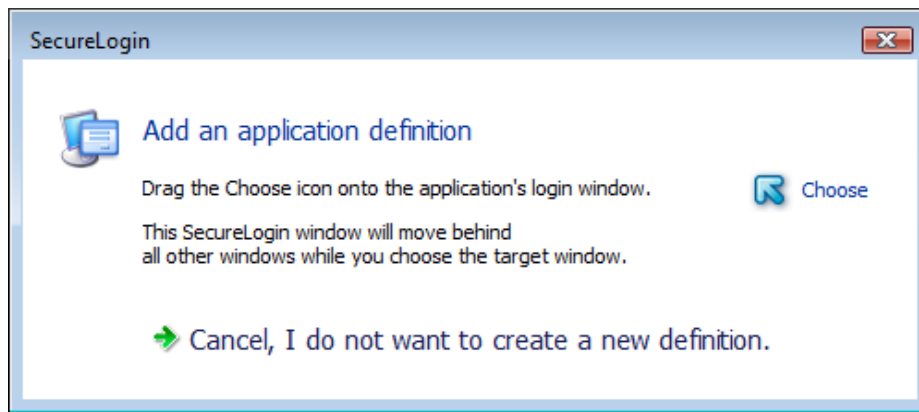 SecureLogin
Add an application definition
Drag the Choose icon onto the application's login window.
Choose
This SecureLogin window will move behind
all other windows while you choose the target window.
Cancel, I do not want to create a new definition.